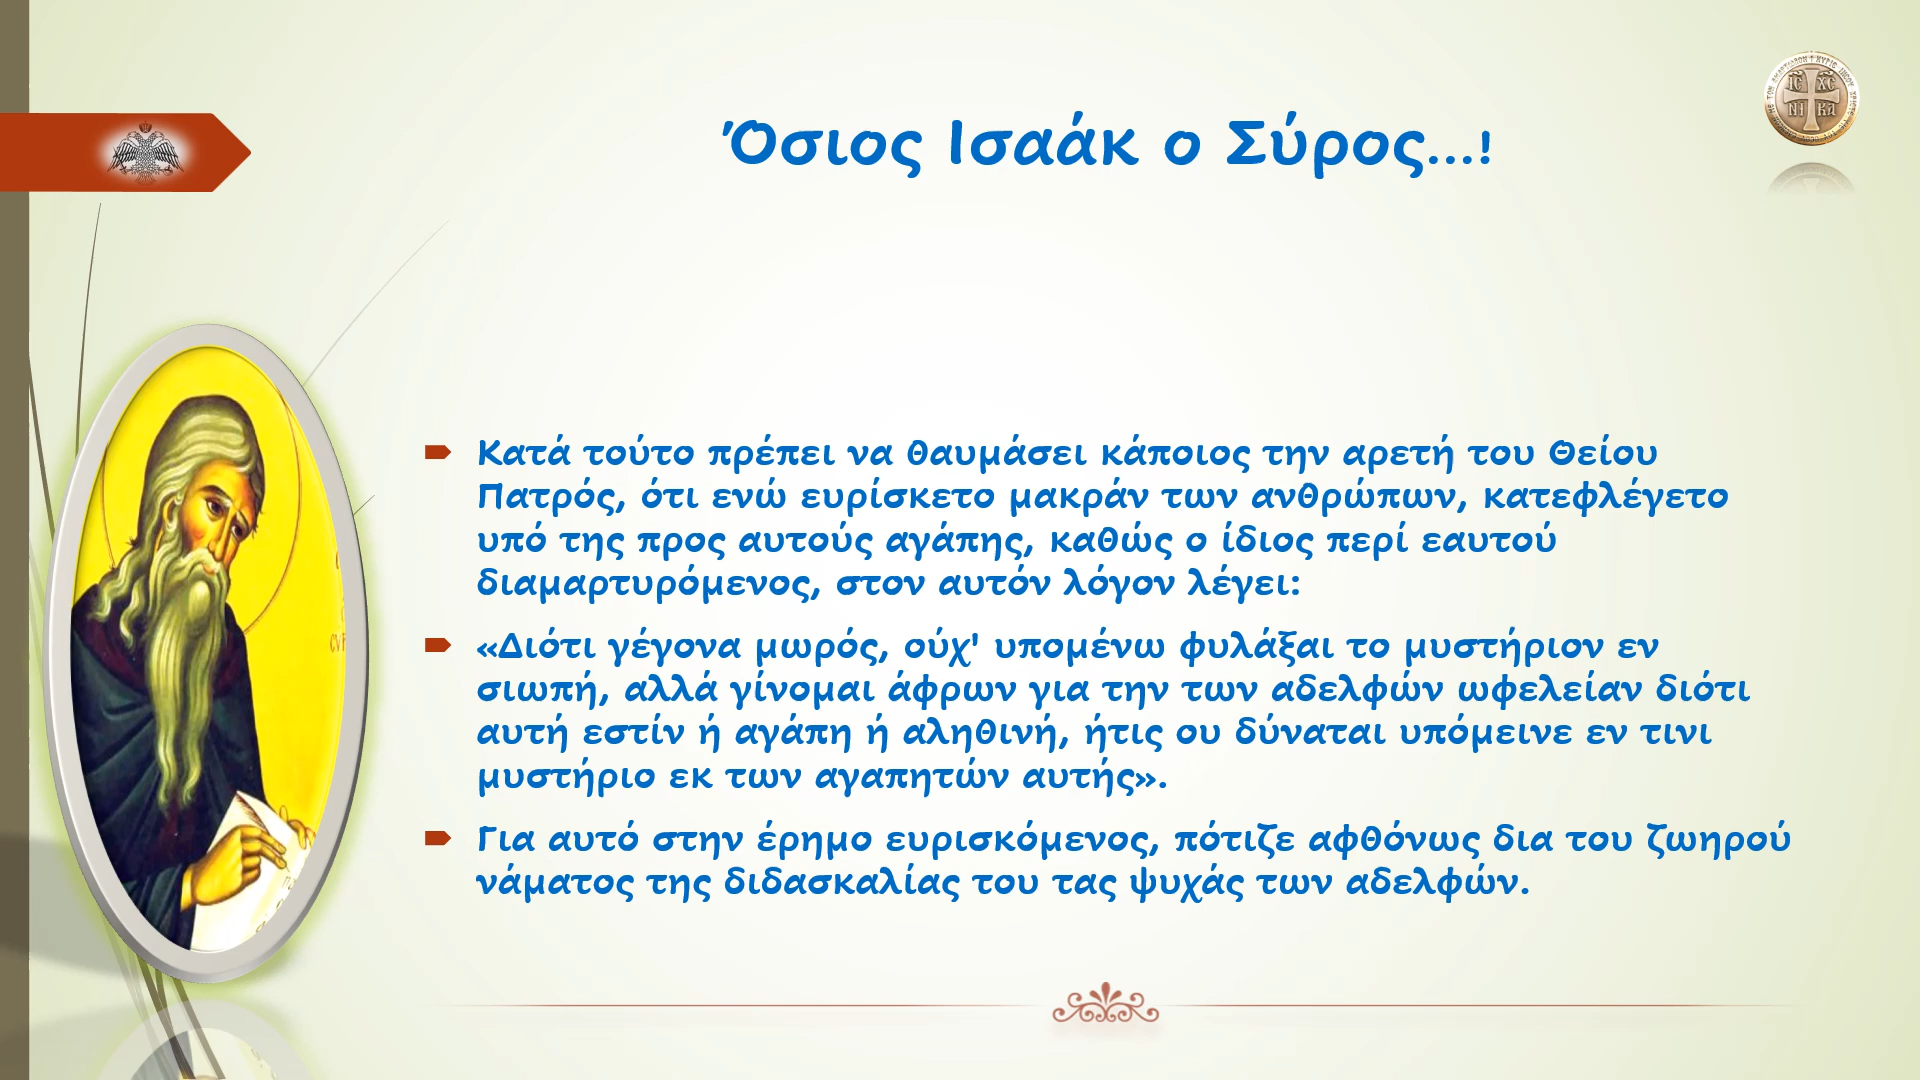 Όσιος Ισαάκ ο Σύρος...!
Κατά τούτο πρέπει να θαυμάσει κάποιος την αρετή του Θείου
Πατρός, ότι ενώ ευρίσκετο μακράν των ανθρώπων, κατεφλέγετο
υπό της προς αυτούς αγάπης, καθώς ο ίδιος περί εαυτού
διαμαρτυρόμενος, στον αυτόν λόγον λέγει:
«Διότι γέγονα μωρός, ούχ' υπομένω φυλάξαι το μυστήριον εν
σιωπή, αλλά γίνομαι άφρων για την των αδελφών ωφελείαν διότι
αυτή εστίν ή αγάπη ή αληθινή, ήτις ου δύναται υπόμεινε εν τινι
μυστήριο εκ των αγαπητών αυτής».
Για αυτό στην έρημο ευρισκόμενος, πότιζε αφθόνως δια του ζωηρού
νάματος της διδασκαλίας του τας ψυχάς των αδελφών.
IC XC
NI KA